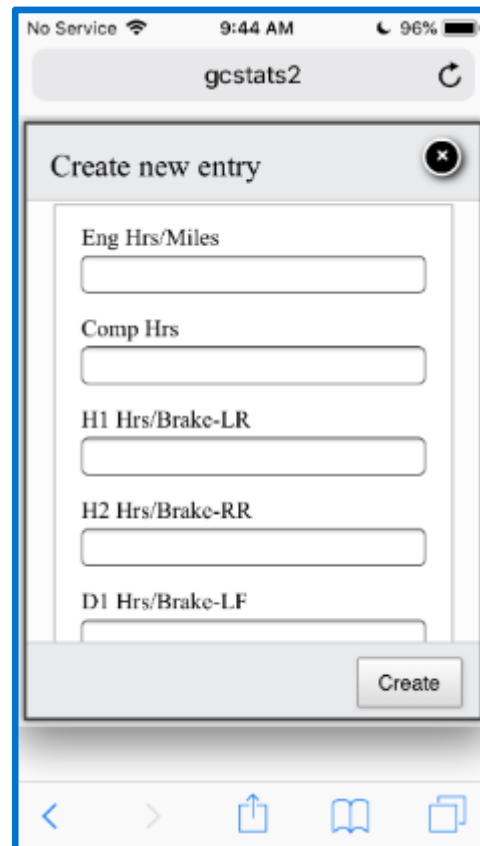 No Service 9:44 AM 96%
gcstats2
Create new entry
Eng Hrs/Miles
Comp Hrs
H1 Hrs/Brake-LR
H2 Hrs/Brake-RR
D1 Hrs/Brake-LF
Create